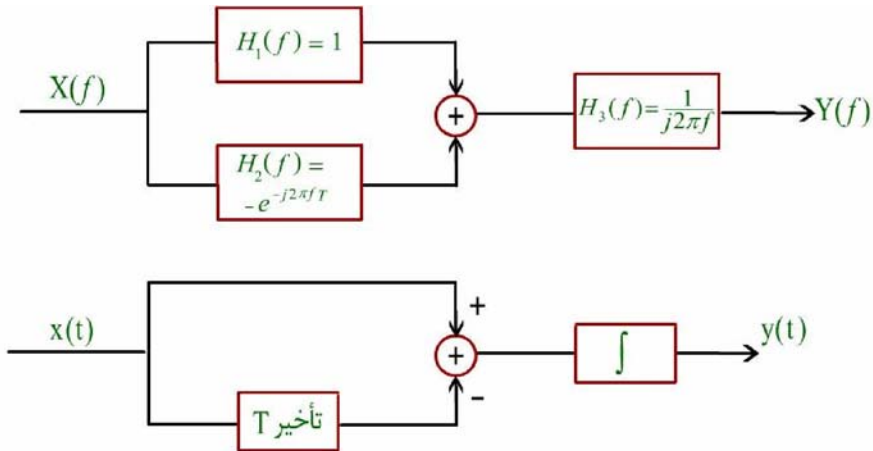 H₁(f) = 1
X(f)
+
H₃(f) = 1/j2πf
Y(f)
H₂(f) =
-e^{-j2πfT}
x(t)
+
+
∫
y(t)
-
تأخير T